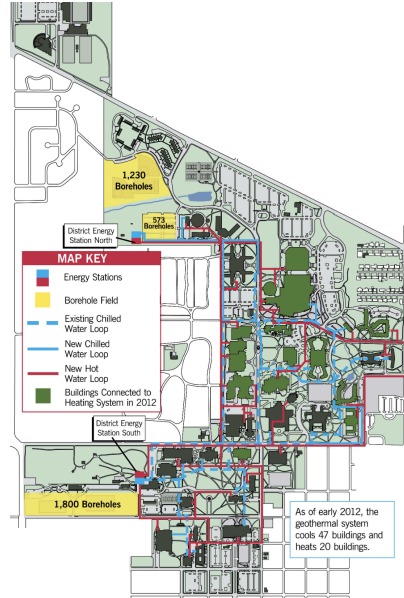 1,230
Boreholes
573
Boreholes
District Energy
Station North
MAP KEY
Energy Stations
Borehole Field
Existing Chilled
Water Loop
New Chilled
Water Loop
New Hot
Water Loop
Buildings Connected to
Heating System in 2012
District Energy
Station South
1,800 Boreholes
As of early 2012, the
geothermal system
cools 47 buildings and
heats 20 buildings.